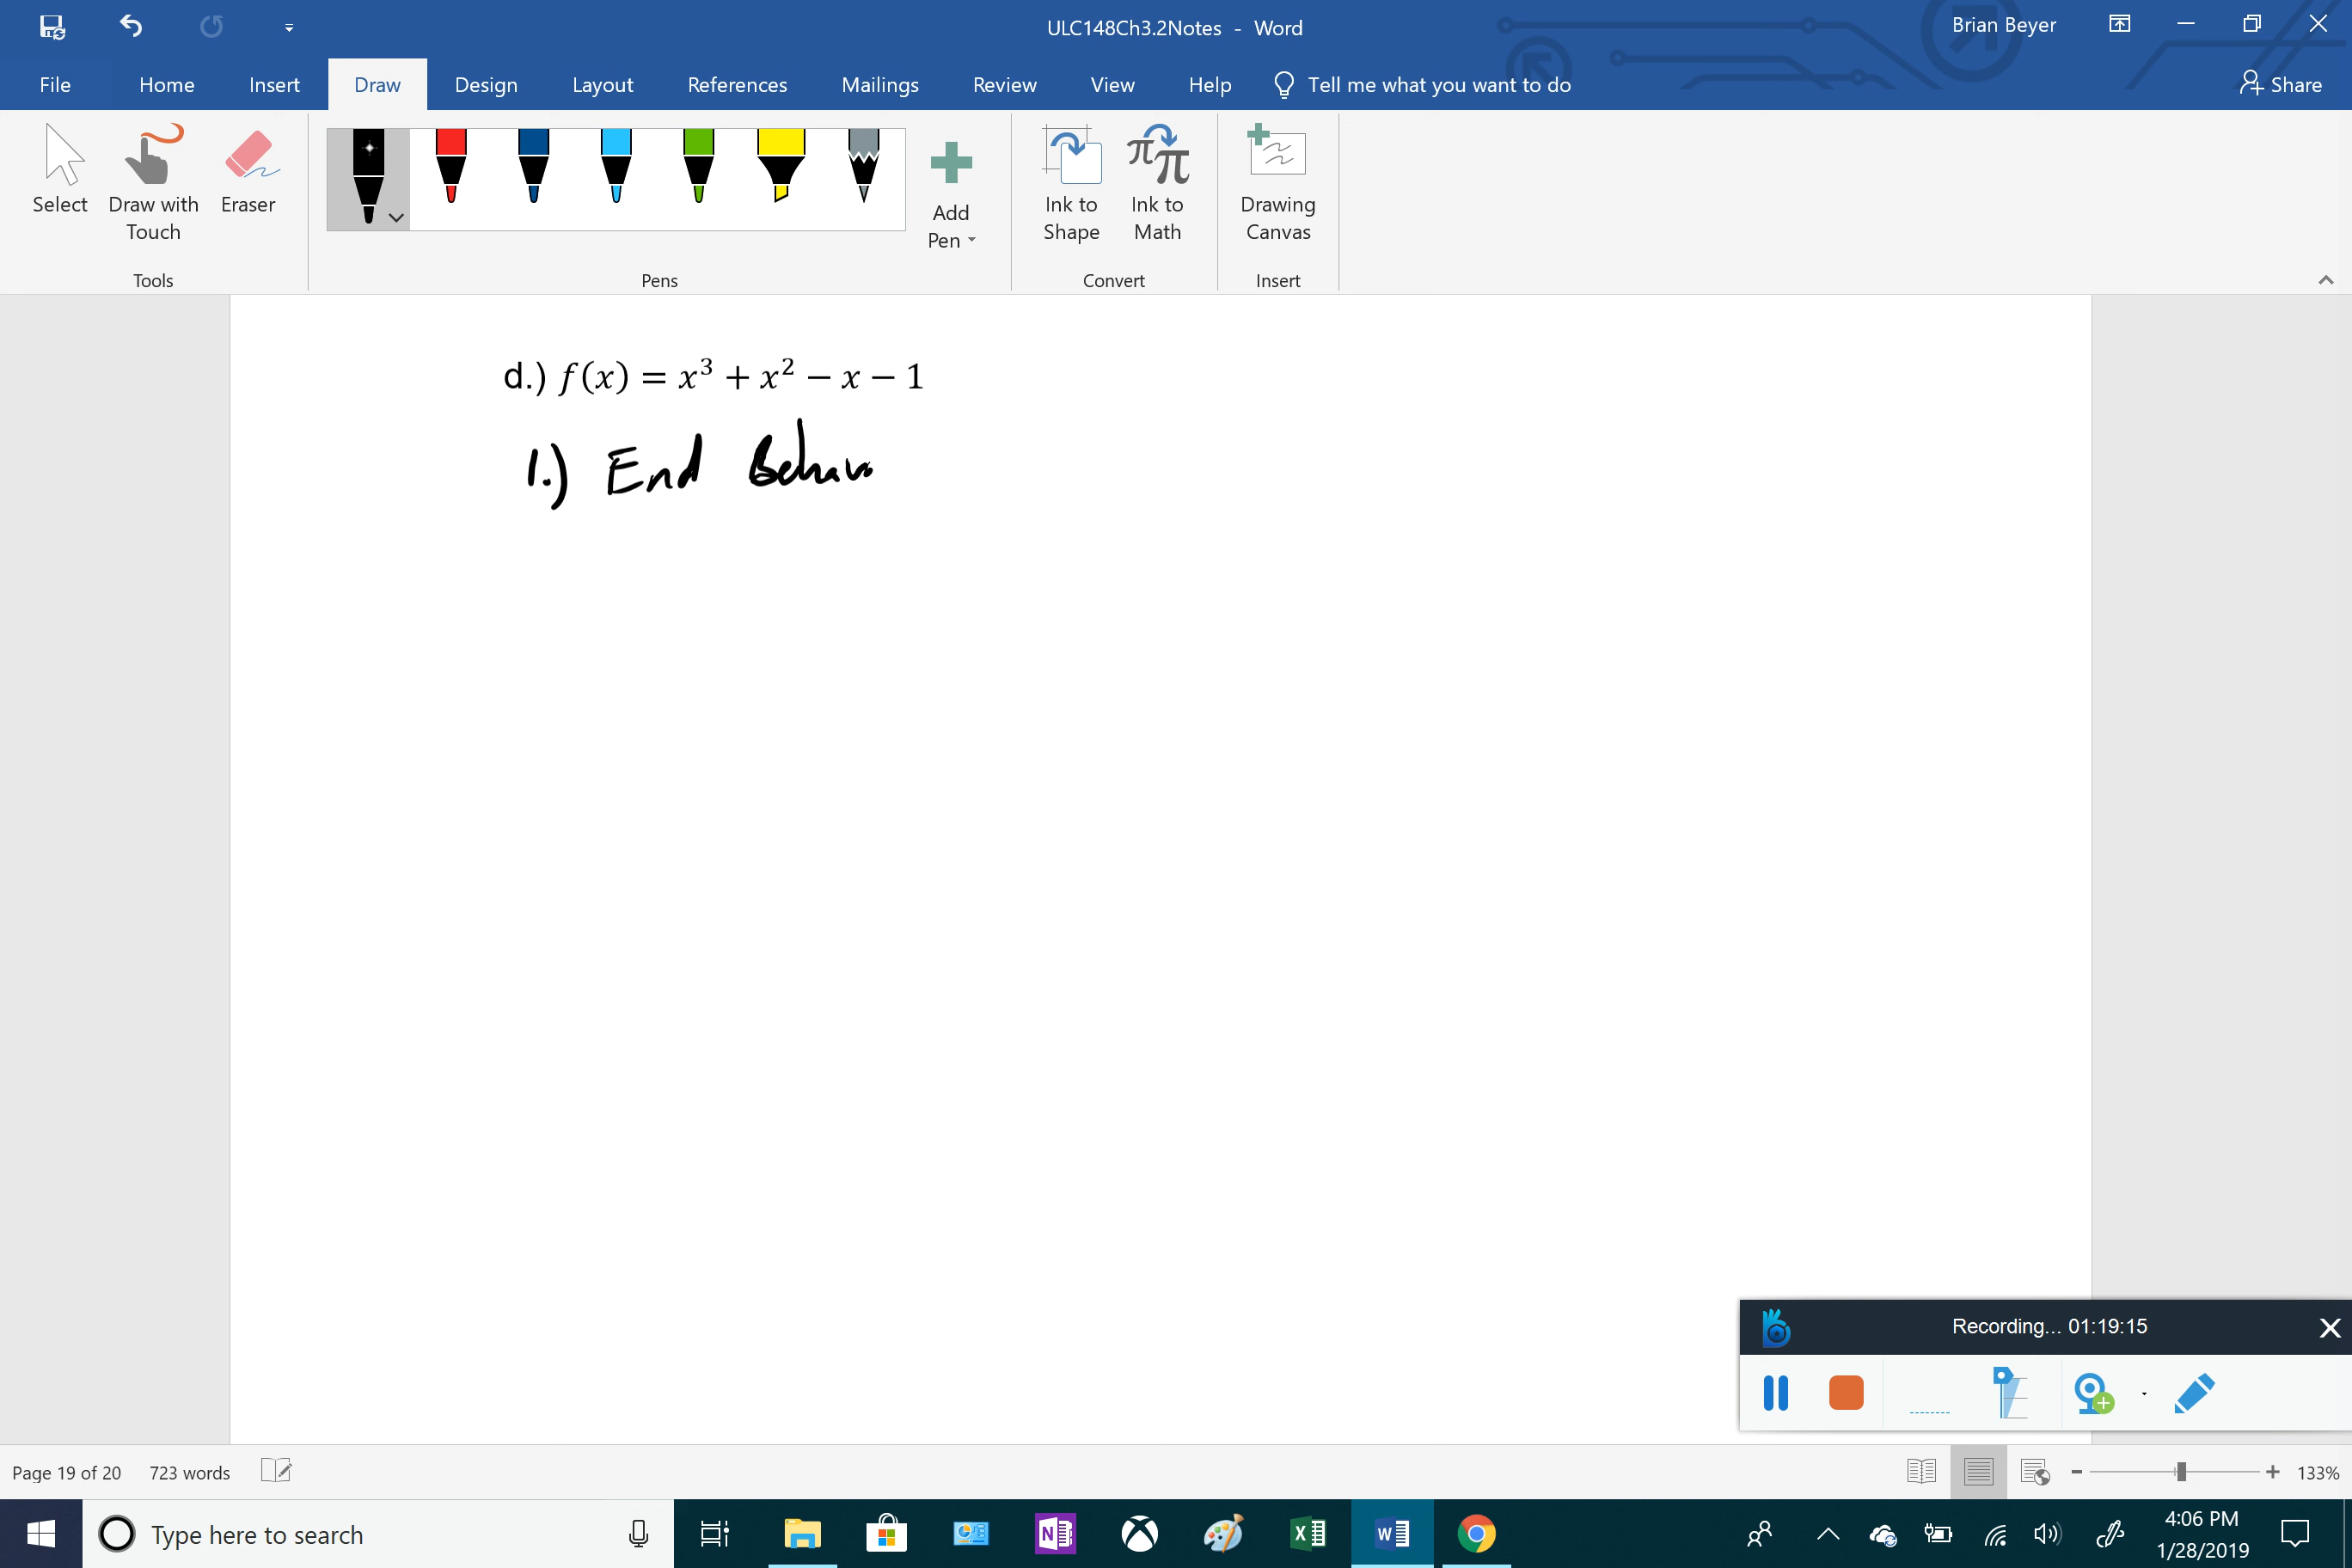 ULC148Ch3.2Notes - Word
Brian Beyer
File Home Insert Draw Design Layout References Mailings Review View Help Tell me what you want to do Share
Select Draw with Touch Eraser Add Pen Ink to Shape Ink to Math Drawing Canvas
Tools Pens Convert Insert
d.) f(x) = x³ + x² − x − 1
1.) End Behavio
Recording... 01:19:15
Page 19 of 20 723 words 133%
Type here to search
4:06 PM
1/28/2019